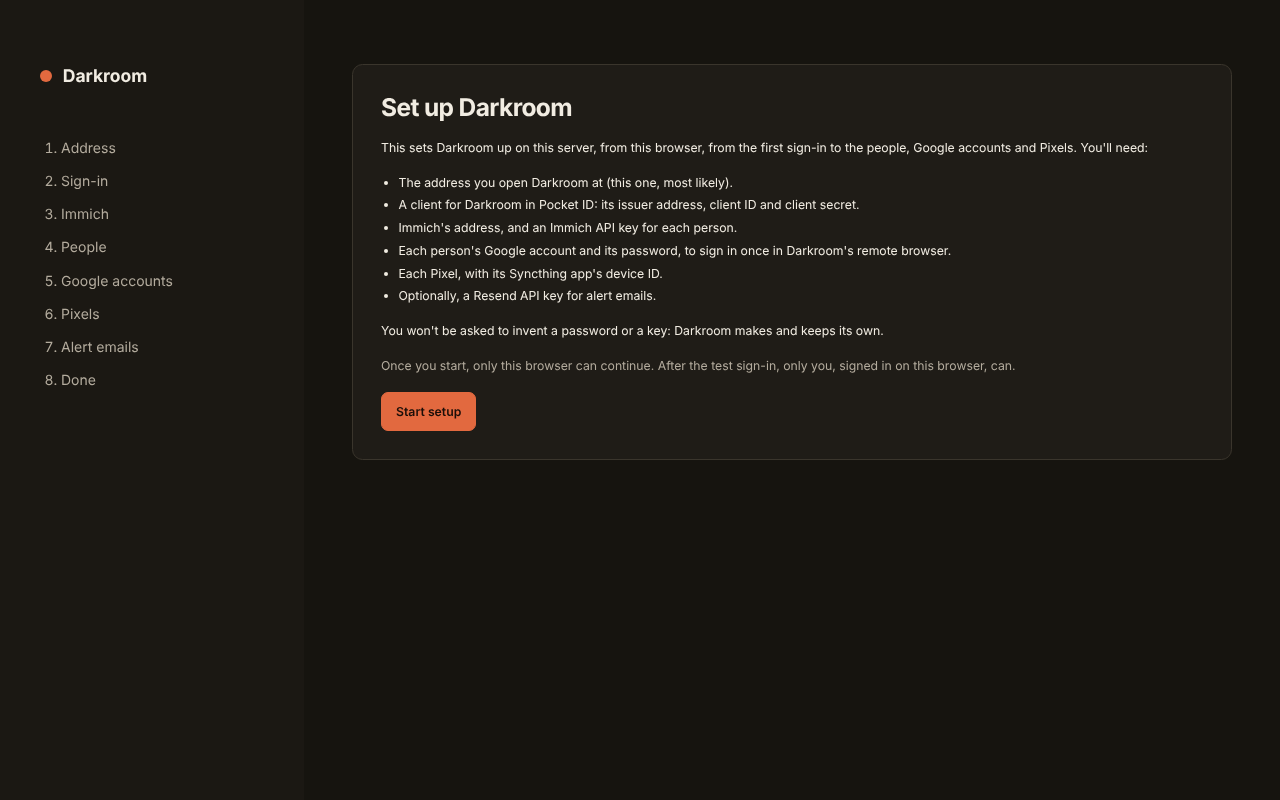 Darkroom
1. Address
2. Sign-in
3. Immich
4. People
5. Google accounts
6. Pixels
7. Alert emails
8. Done
Set up Darkroom
This sets Darkroom up on this server, from this browser, from the first sign-in to the people, Google accounts and Pixels. You'll need:
• The address you open Darkroom at (this one, most likely).
• A client for Darkroom in Pocket ID: its issuer address, client ID and client secret.
• Immich's address, and an Immich API key for each person.
• Each person's Google account and its password, to sign in once in Darkroom's remote browser.
• Each Pixel, with its Syncthing app's device ID.
• Optionally, a Resend API key for alert emails.
You won't be asked to invent a password or a key: Darkroom makes and keeps its own.
Once you start, only this browser can continue. After the test sign-in, only you, signed in on this browser, can.
Start setup